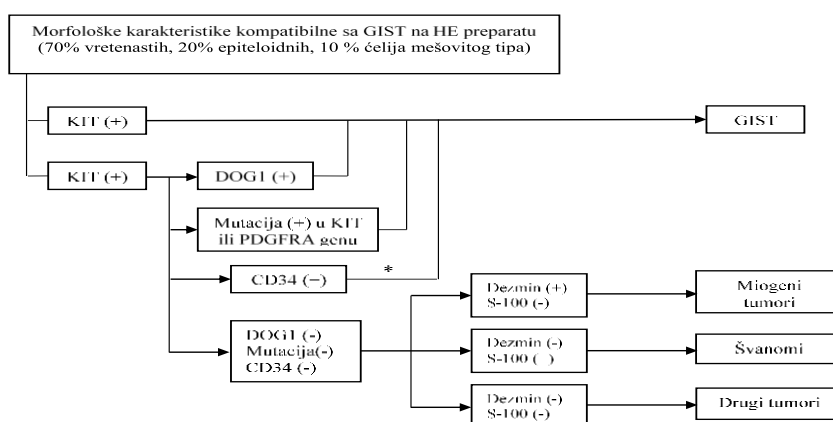 Morfološke karakteristike kompatibilne sa GIST na HE preparatu
(70% vretenastih, 20% epiteloidnih, 10 % ćelija mešovitog tipa)
KIT (+)
GIST
KIT (+)
DOG1 (+)
Mutacija (+) u KIT
ili PDGFRA genu
CD34 (+)
*
Dezmin (+)
S-100 (-)
Miogeni
tumori
DOG1 (-)
Mutacija(-)
CD34 (-)
Dezmin (-)
S-100 ( )
Švanomi
Dezmin (-)
S-100 (-)
Drugi tumori